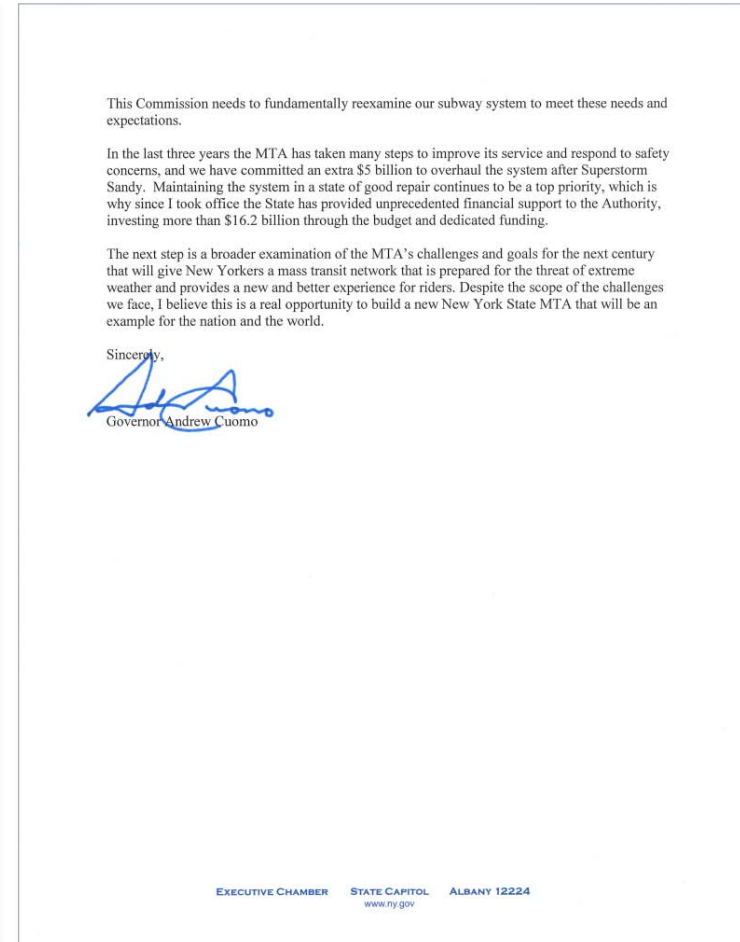 This Commission needs to fundamentally reexamine our subway system to meet these needs and
expectations.
In the last three years the MTA has taken many steps to improve its service and respond to safety
concerns, and we have committed an extra $5 billion to overhaul the system after Superstorm
Sandy.  Maintaining the system in a state of good repair continues to be a top priority, which is
why since I took office the State has provided unprecedented financial support to the Authority,
investing more than $16.2 billion through the budget and dedicated funding.
The next step is a broader examination of the MTA's challenges and goals for the next century
that will give New Yorkers a mass transit network that is prepared for the threat of extreme
weather and provides a new and better experience for riders. Despite the scope of the challenges
we face, I believe this is a real opportunity to build a new New York State MTA that will be an
example for the nation and the world.
Sincerely,
Ad Cuomo
Governor Andrew Cuomo
EXECUTIVE CHAMBER STATE CAPITOL ALBANY 12224
www.ny.gov